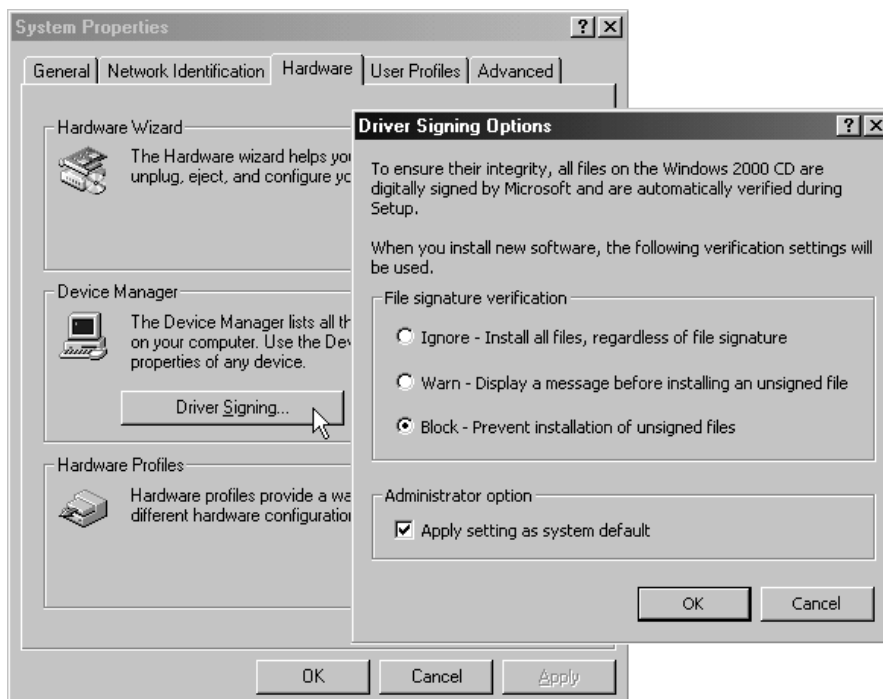 System Properties
General
Network Identification
Hardware
User Profiles
Advanced
Hardware Wizard
The Hardware wizard helps you
unplug, eject, and configure
Device Manager
The Device Manager lists all
on your computer. Use the
properties of any device.
Driver Signing...
Hardware Profiles
Hardware profiles provide a
different hardware
OK
Cancel
Apply
Driver Signing Options
To ensure their integrity, all files on the Windows 2000 CD are
digitally signed by Microsoft and are automatically verified during
Setup.
When you install new software, the following verification settings will
be used.
File signature verification
Ignore - Install all files, regardless of file signature
Warn - Display a message before installing an unsigned file
Block - Prevent installation of unsigned files
Administrator option
Apply setting as system default
OK
Cancel